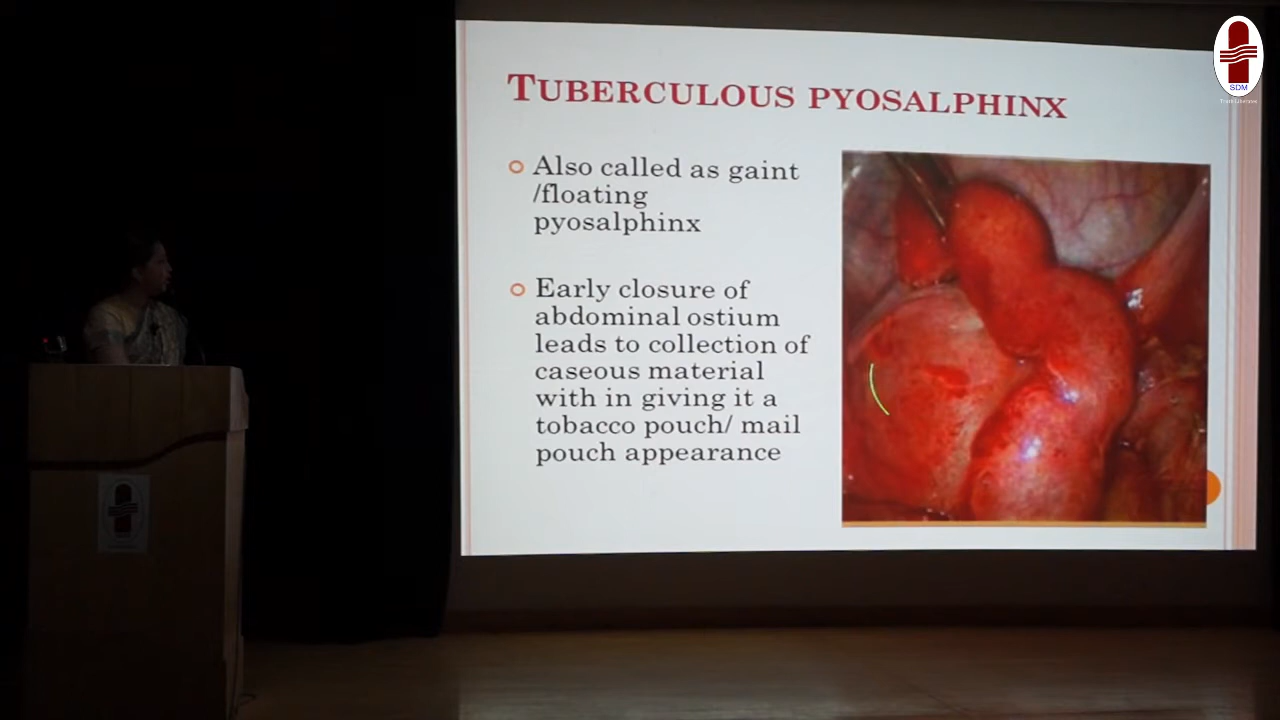 TUBERCULOUS PYOSALPHINX
Also called as gaint
/floating
pyosalphinx
Early closure of
abdominal ostium
leads to collection of
caseous material
with in giving it a
tobacco pouch/ mail
pouch appearance
SDM